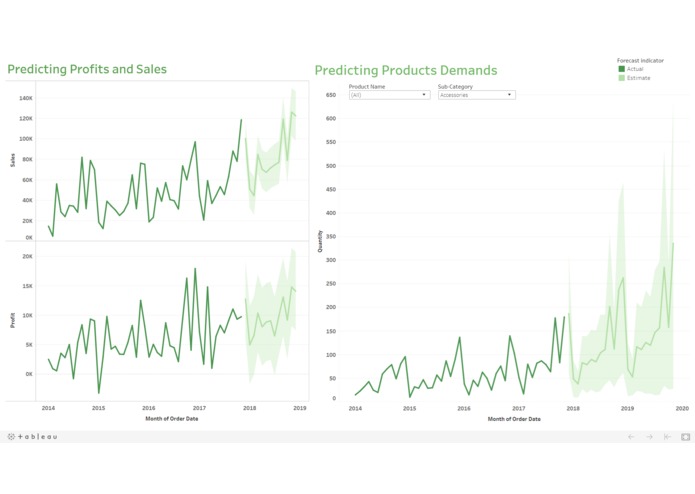 Predicting Profits and Sales
Predicting Products Demands
Forecast indicator
Actual
Estimate
Product Name
(All)
Sub-Category
Accessories
140K
120K
100K
80K
60K
40K
20K
0K
Sales
20K
15K
10K
5K
0K
Profit
2014
2015
2016
2017
2018
2019
Month of Order Data
650
600
550
500
450
400
350
300
250
200
150
100
50
0
Quantity
2014
2015
2016
2017
2018
2019
2020
Month of Order Data
+ a b l e a u